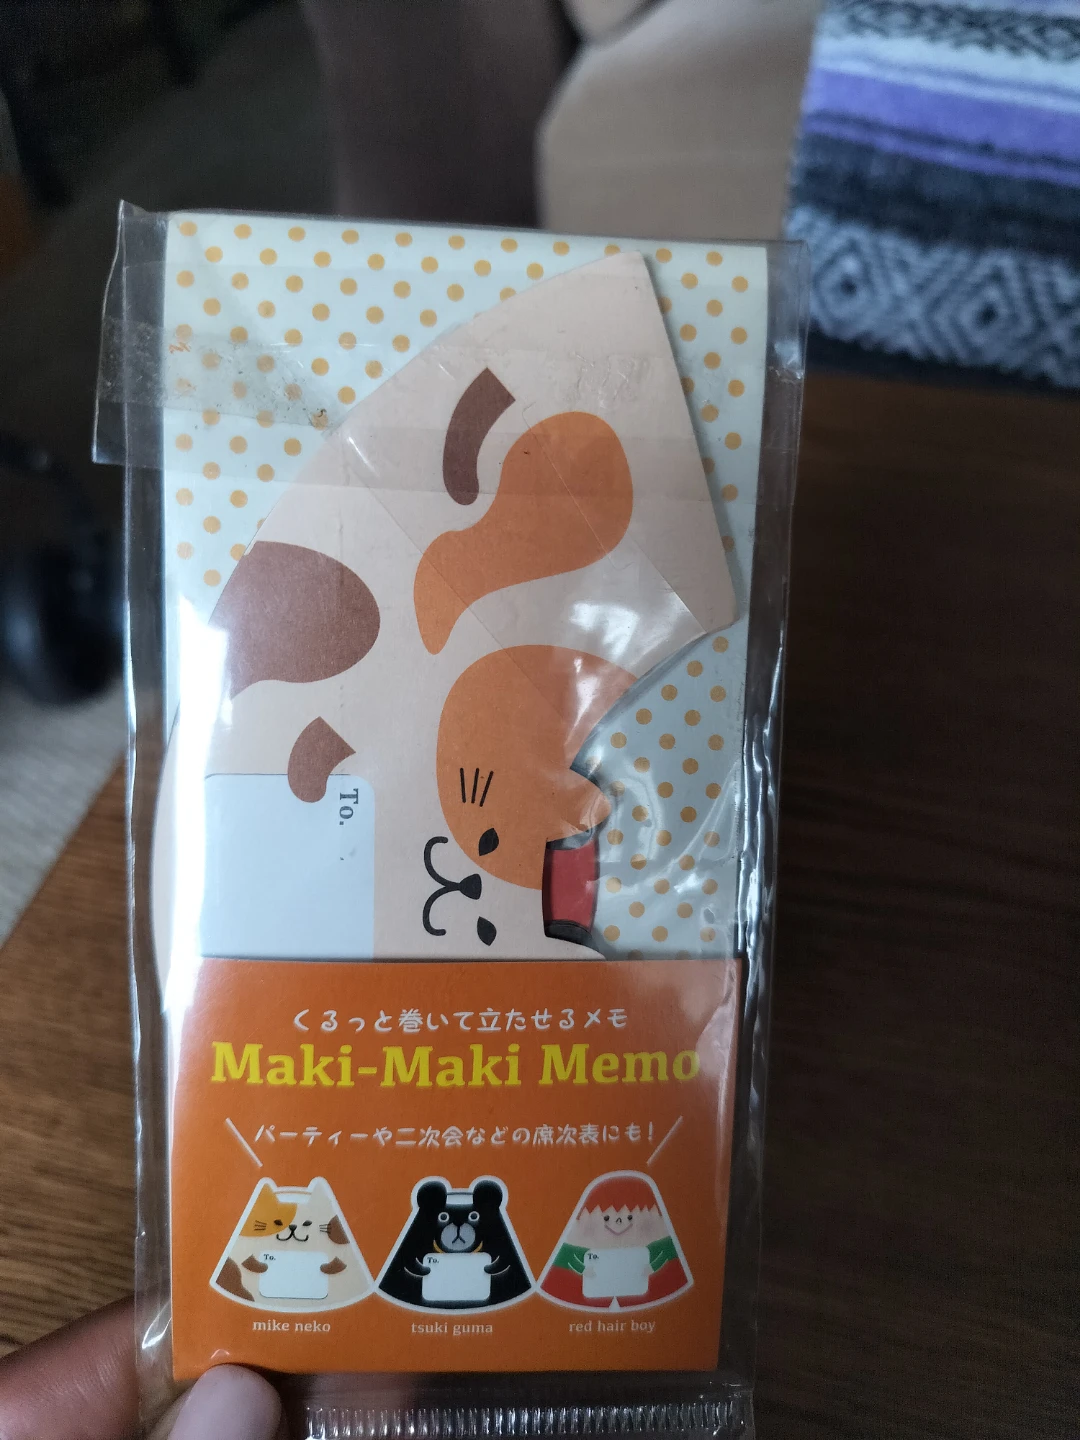 To.
くるっと巻いて立たせるメモ
Maki-Maki Memo
パーティーや二次会などの席次表にも!
To.
To.
To.
mike neko
tsuki guma
red hair boy